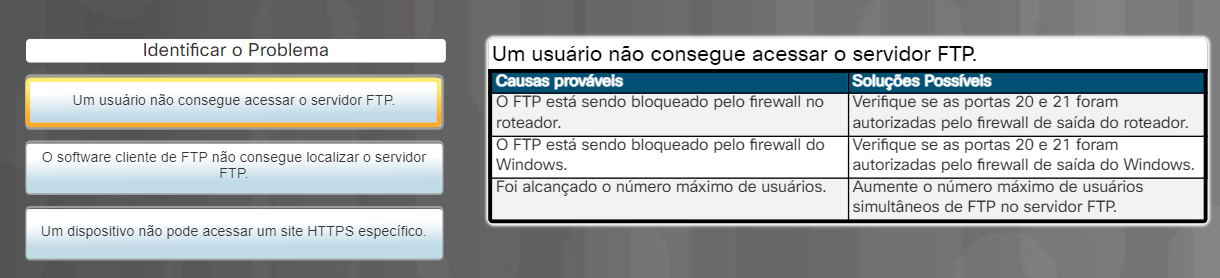 Identificar o Problema
Um usuário não consegue acessar o servidor FTP.
O software cliente de FTP não consegue localizar o servidor
FTP.
Um dispositivo não pode acessar um site HTTPS específico.
Um usuário não consegue acessar o servidor FTP.
Causas prováveis
Soluções Possíveis
O FTP está sendo bloqueado pelo firewall no
roteador.
Verifique se as portas 20 e 21 foram
autorizadas pelo firewall de saída do roteador.
O FTP está sendo bloqueado pelo firewall do
Windows.
Verifique se as portas 20 e 21 foram
autorizadas pelo firewall de saída do Windows.
Foi alcançado o número máximo de usuários.
Aumente o número máximo de usuários
simultâneos de FTP no servidor FTP.